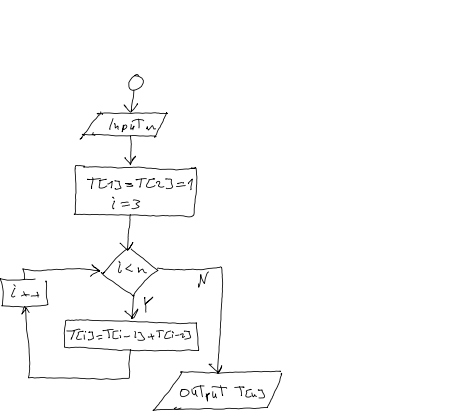 Input n
T[1]=T[2]=1
i=3
i<n
N
i++
Y
T[i]=T[i-1]+T[i-2]
OUTPUT T[n]